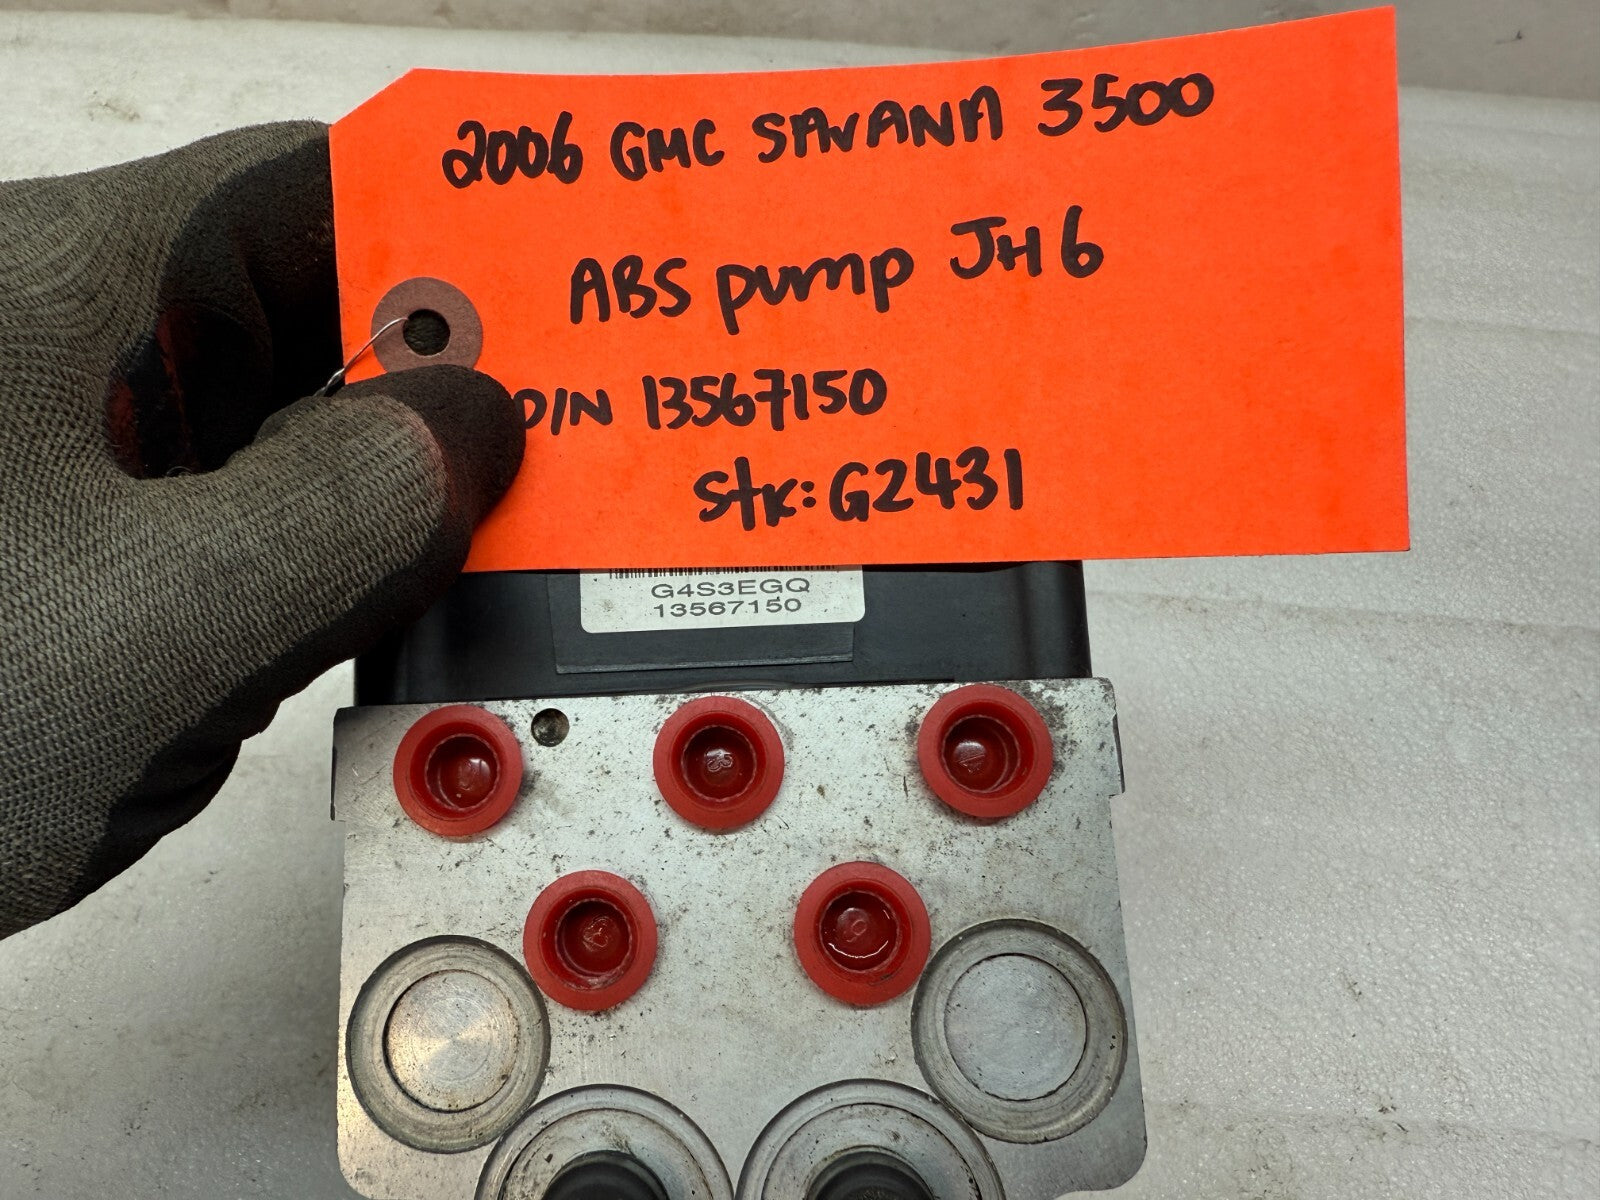 2006 GMC SAVANA 3500
ABS pump JH6
P/N 13567150
Stk: G2431
G4S3EGQ
13567150